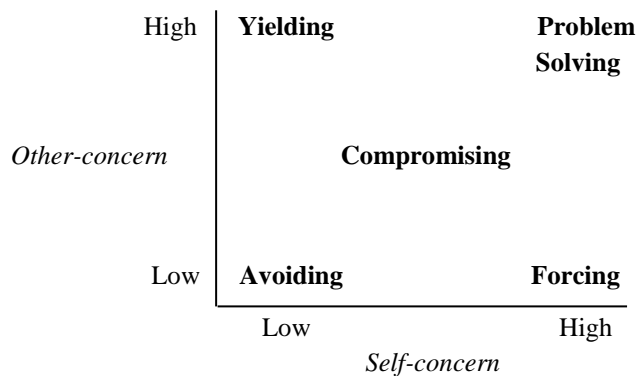 High Yielding Problem
Solving
Other-concern Compromising
Low Avoiding Forcing
Low High
Self-concern